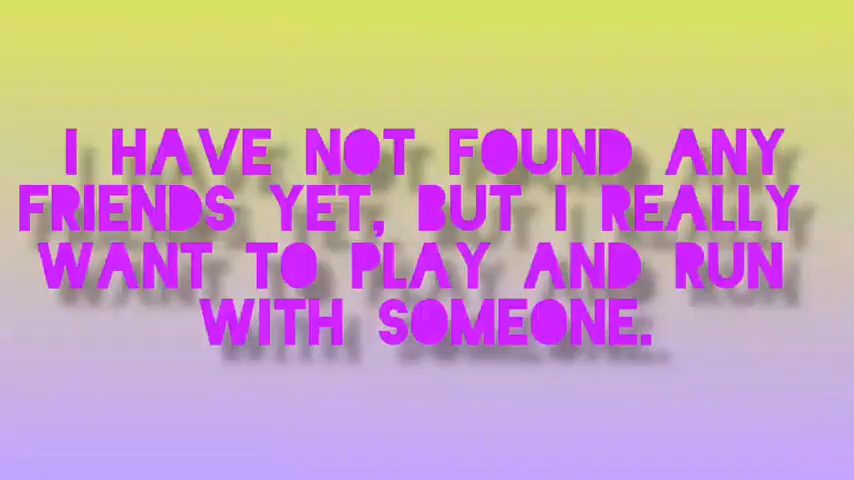 I HAVE NOT FOUND ANY
FRIENDS YET, BUT I REALLY
WANT TO PLAY AND RUN
WITH SOMEONE.